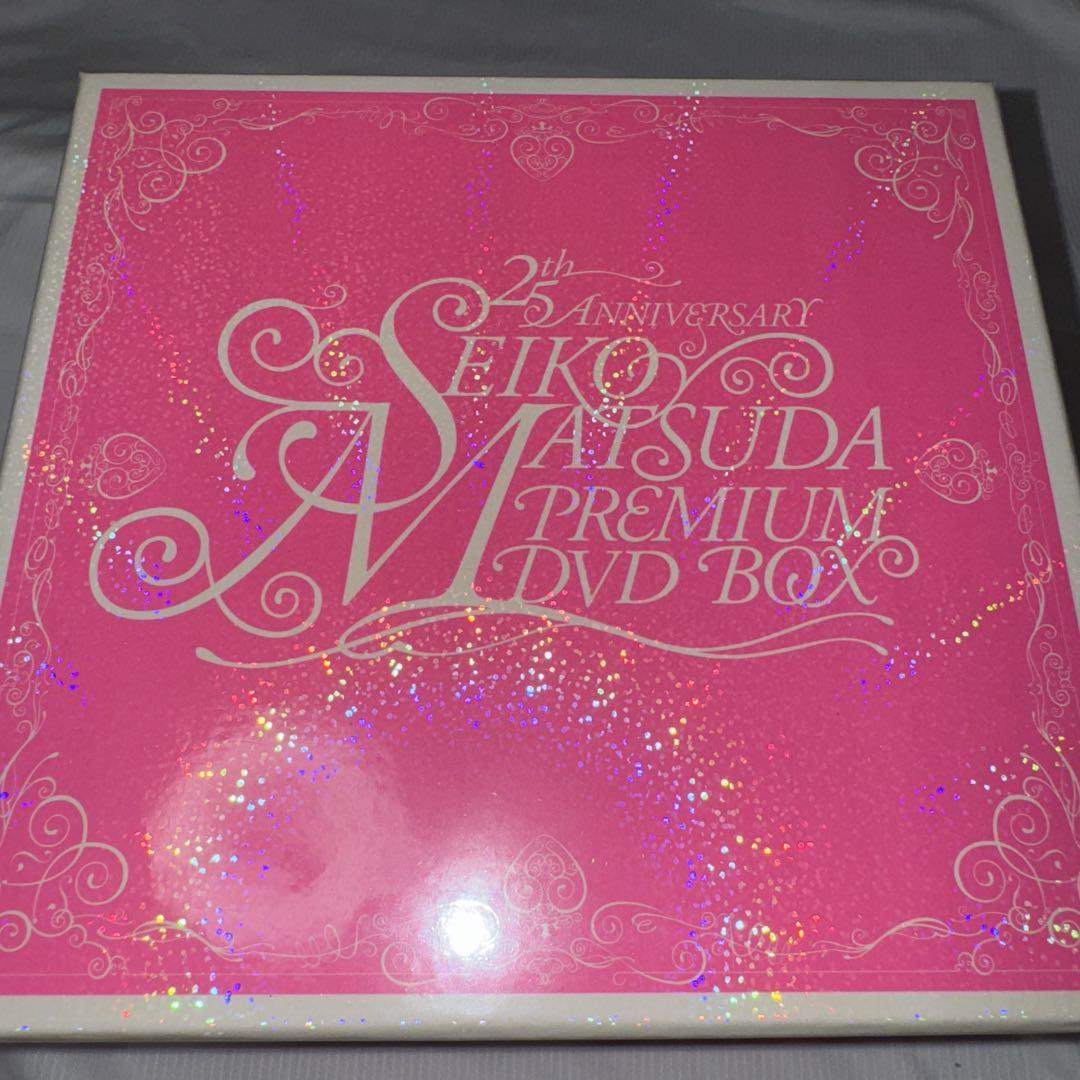 25th ANNIVERSARY
SEIKO
MATSUDA
PREMIUM
DVD BOX